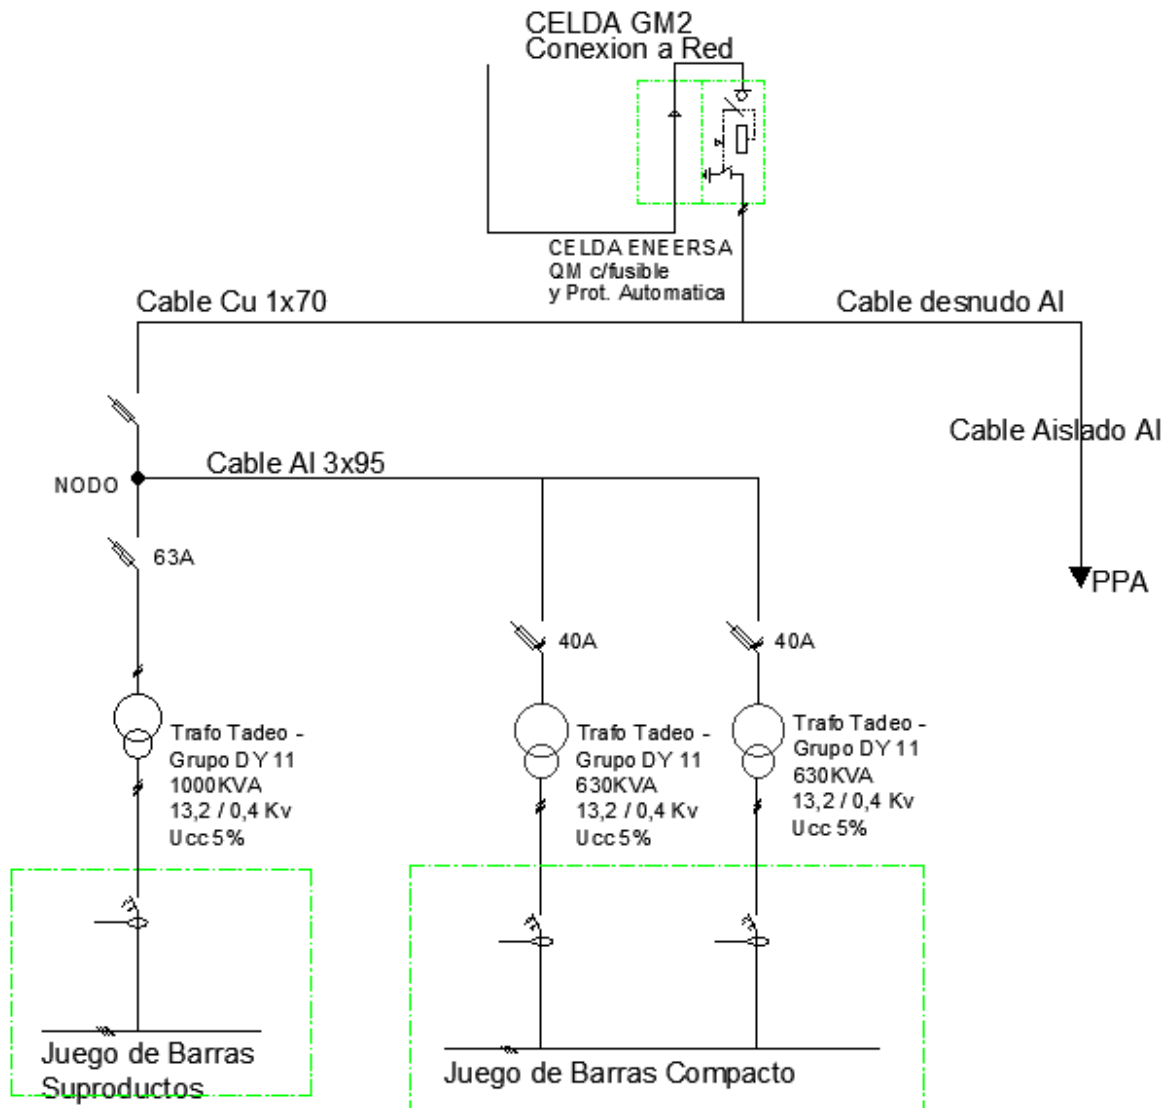 CELDA GM2
Conexion a Red
CELDA ENEERSA
QM c/fusible
y Prot. Automatica
Cable Cu 1x70
Cable desnudo Al
Cable Aislado Al
Cable Al 3x95
NODO
63A
40A
40A
PPA
Trafo Tadeo -
Grupo DY 11
1000KVA
13,2 / 0,4 Kv
Ucc 5%
Trafo Tadeo -
Grupo DY 11
630KVA
13,2 / 0,4 Kv
Ucc 5%
Trafo Tadeo -
Grupo DY 11
630KVA
13,2 / 0,4 Kv
Ucc 5%
Juego de Barras
Suproductos
Juego de Barras Compacto